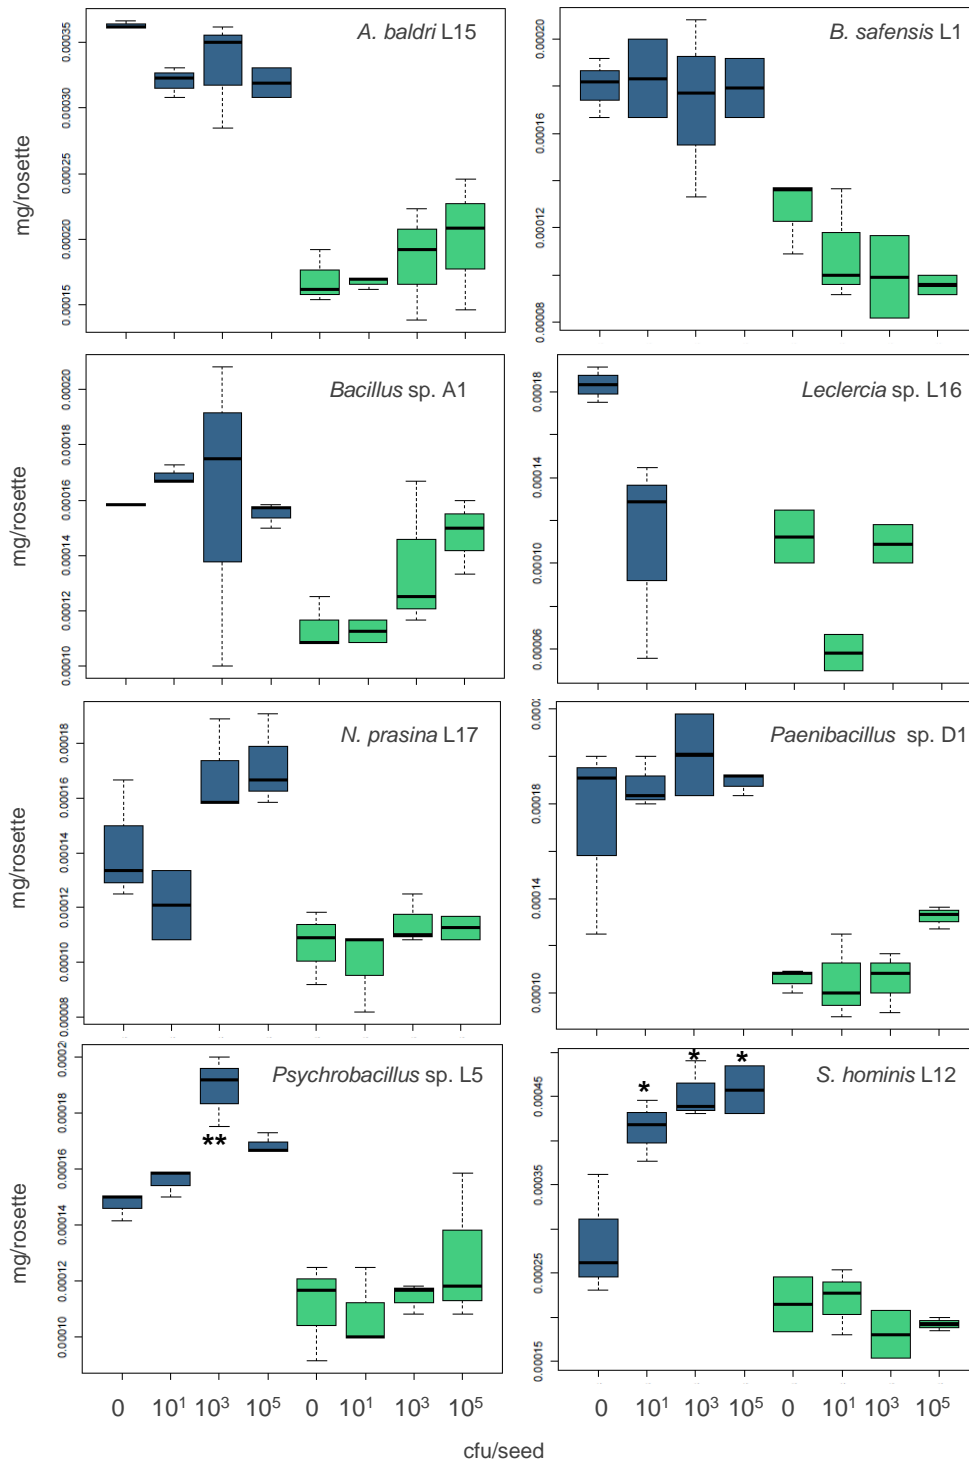 A. baldri L15
mg/rosette
0.00035
0.00030
0.00025
0.00020
0.00015
B. safensis L1
0.00020
0.00016
0.00012
0.00008
Bacillus sp. A1
mg/rosette
0.00020
0.00018
0.00016
0.00014
0.00012
0.00010
Leclercia sp. L16
0.00018
0.00014
0.00010
0.00006
N. prasina L17
mg/rosette
0.00018
0.00016
0.00014
0.00012
0.00010
0.00008
Paenibacillus sp. D1
0.00018
0.00014
0.00010
Psychrobacillus sp. L5
mg/rosette
0.0002
0.00018
0.00016
0.00014
0.00012
0.00010
**
S. hominis L12
0.00045
0.00035
0.00025
0.00015
* * *
0 10¹ 10³ 10⁵ 0 10¹ 10³ 10⁵ 0 10¹ 10³ 10⁵ 0 10¹ 10³ 10⁵
cfu/seed